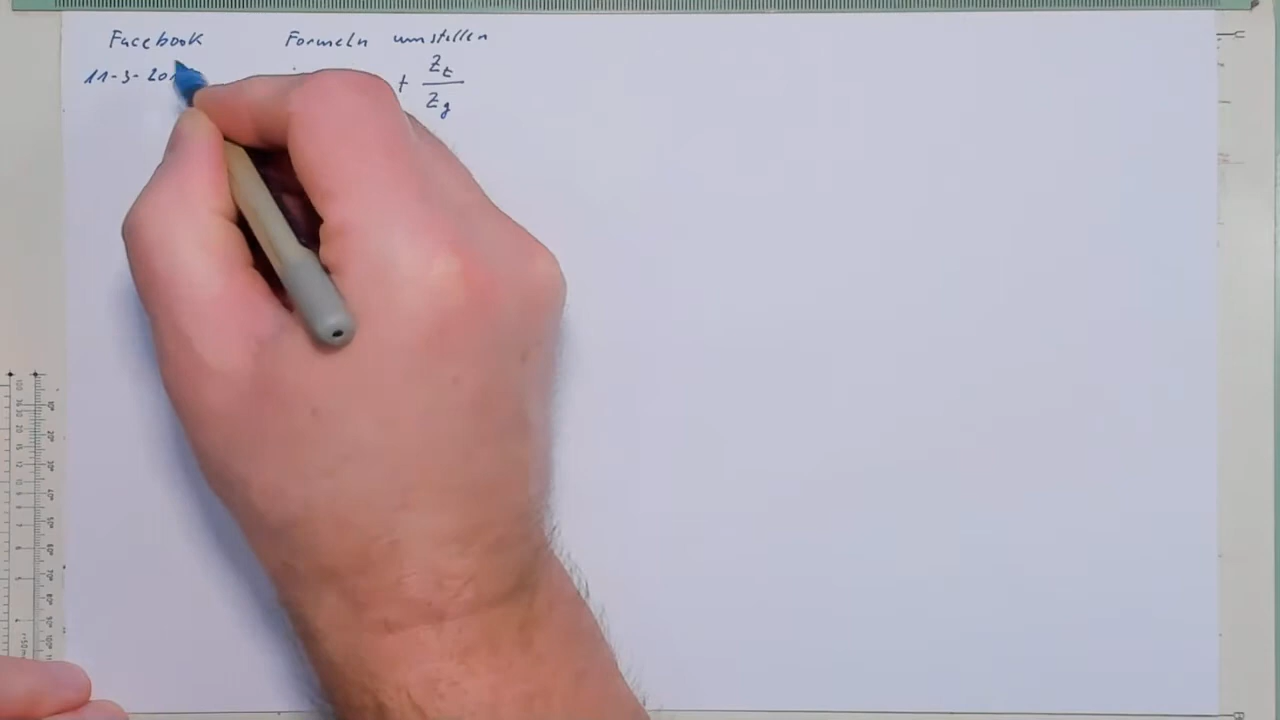 Facebook Formeln umstellen
11-3-20
+ Z_t / Z_g